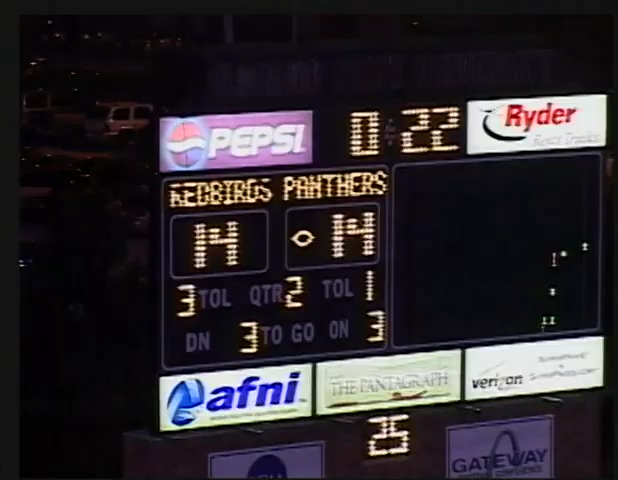 PEPSI 0:22 Ryder
REDBIRDS PANTHERS
14 14
3 TOL QTR 2 TOL 1
DN 3 TO GO ON 3
afni THE PANTAGRAPH verizon
25
GATEWAY
CONFERENCE